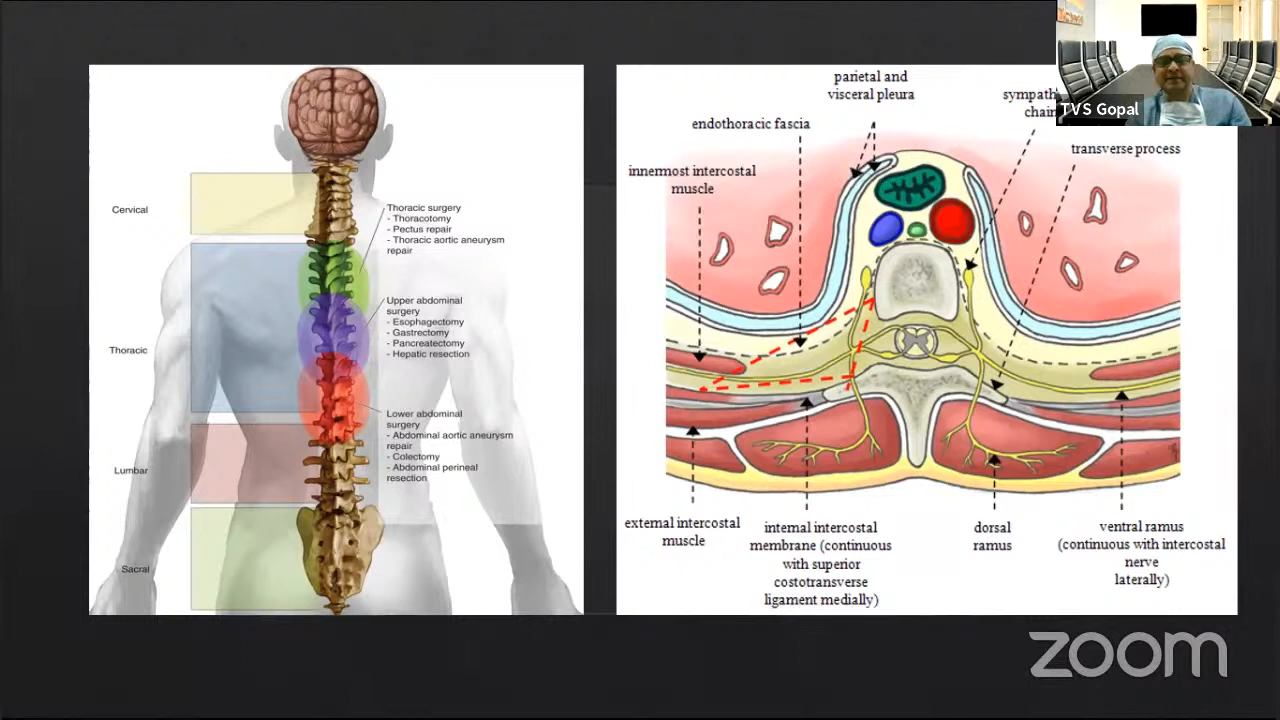 Cervical
Thoracic
Lumbar
Sacral
Thoracic surgery
- Thoracotomy
- Pectus repair
- Thoracic aortic aneurysm
repair
Upper abdominal
surgery
- Esophagectomy
- Gastrectomy
- Pancreatectomy
- Hepatic resection
Lower abdominal
surgery
- Abdominal aortic aneurysm
repair
- Colectomy
- Abdominal perineal
resection
parietal and
visceral pleura
sympath
chain
endothoracic fascia
transverse process
innermost intercostal
muscle
external intercostal
muscle
internal intercostal
membrane (continuous
with superior
costotransverse
ligament medially)
dorsal
ramus
ventral ramus
(continuous with intercostal
nerve
laterally)
TVS Gopal
zoom